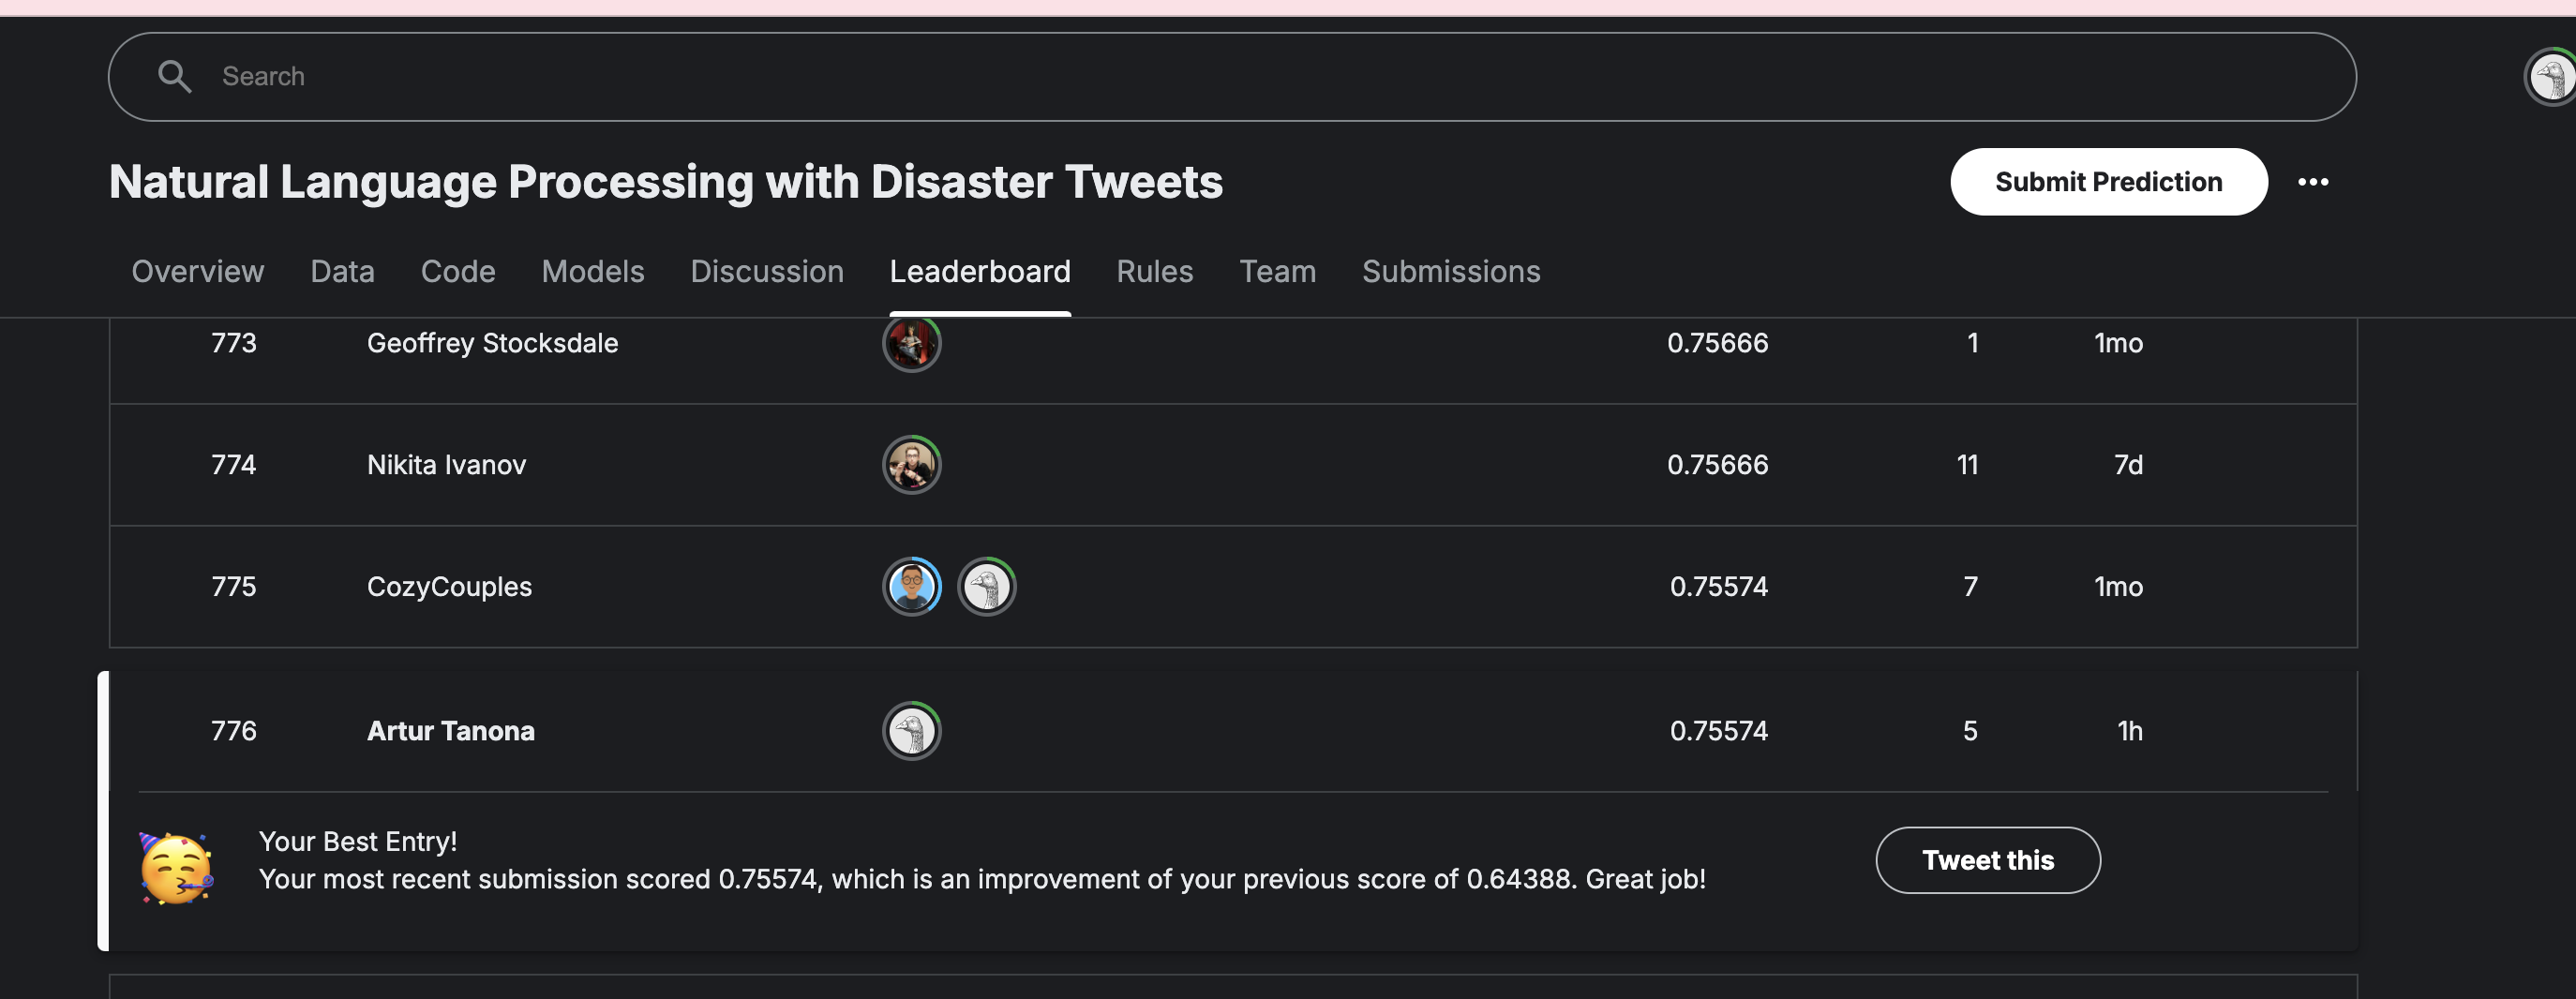 Search
Natural Language Processing with Disaster Tweets
Submit Prediction
Overview Data Code Models Discussion Leaderboard Rules Team Submissions
773 Geoffrey Stocksdale 0.75666 1 1mo
774 Nikita Ivanov 0.75666 11 7d
775 CozyCouples 0.75574 7 1mo
776 Artur Tanona 0.75574 5 1h
Your Best Entry!
Your most recent submission scored 0.75574, which is an improvement of your previous score of 0.64388. Great job!
Tweet this